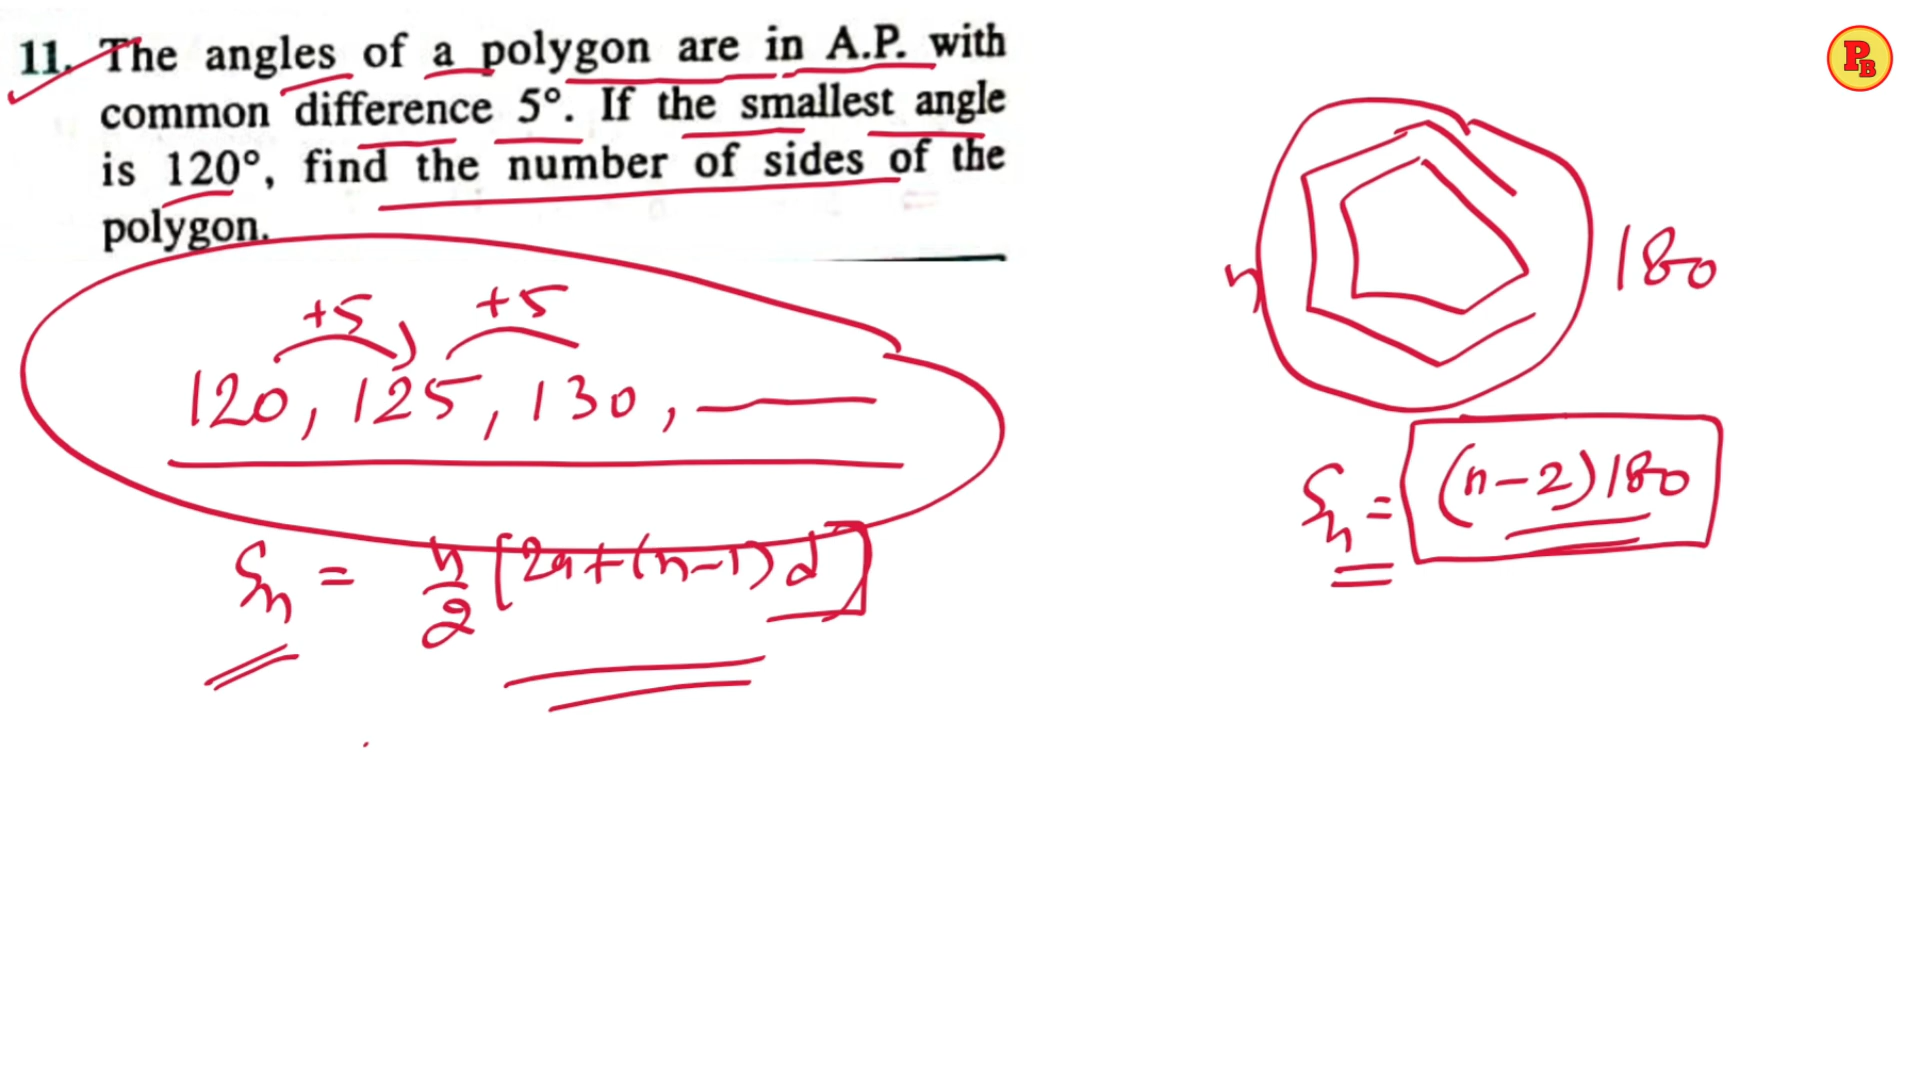 11. The angles of a polygon are in A.P. with
common difference 5°. If the smallest angle
is 120°, find the number of sides of the
polygon.
+5 +5
120, 125, 130,
Sn = n/2 [2a+(n-1)d]
n 180
Sn = (n-2)180
PB